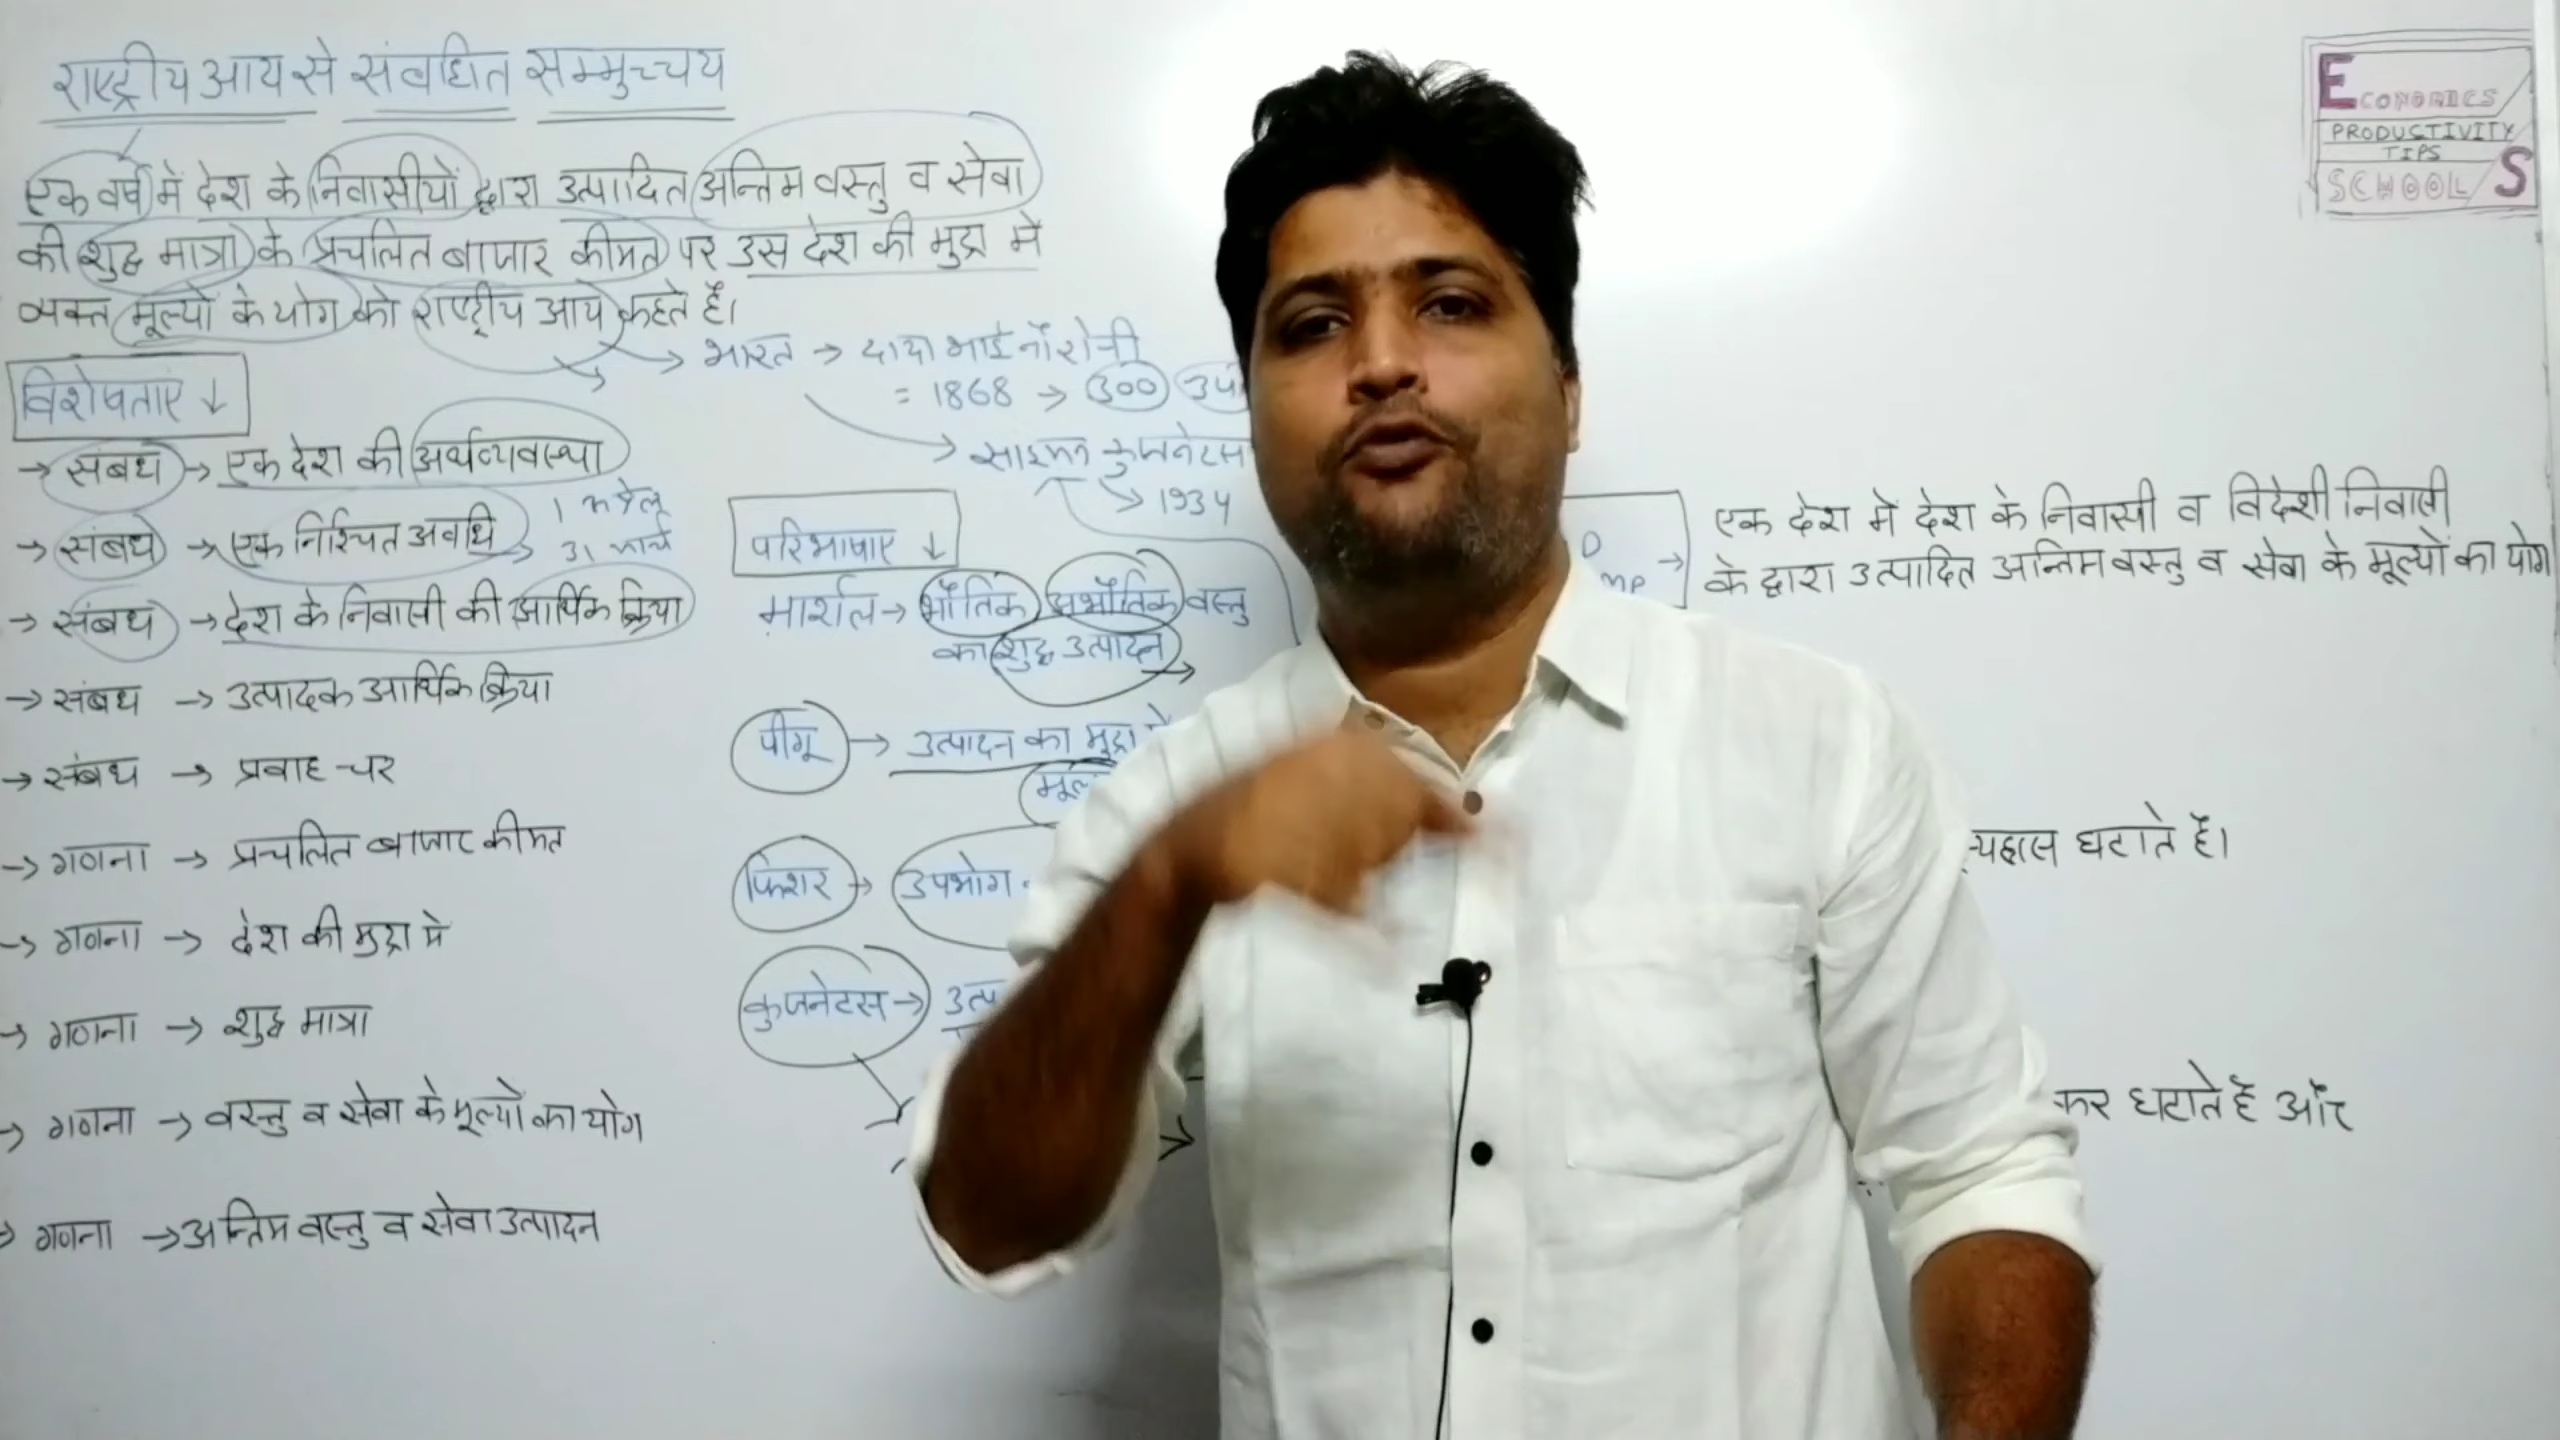 राष्ट्रीय आय से संबधित सम्मुच्चय
एक वर्ष में देश के निवासीयों द्वारा उत्पादित अन्तिम वस्तु व सेवा
की शुद्ध मात्रा के प्रचलित बाजार कीमत पर उस देश की मुद्रा में
व्यक्त मूल्यों के योग को राष्ट्रीय आय कहते हैं।
→ भारत → दादा भाई नौरोजी
= 1868 → 300
→ साइमन कुजनेटस
→ 1934
विशेषताएं ↓
→ संबध → एक देश की अर्थव्यवस्था
→ संबध → एक निश्चित अवधि → 1 अप्रेल
31 मार्च
→ संबध → देश के निवासी की आर्थिक क्रिया
→ संबध → उत्पादक आर्थिक क्रिया
→ संबध → प्रवाह चर
→ गणना → प्रचलित बाजार कीमत
→ गणना → देश की मुद्रा में
→ गणना → शुद्ध मात्रा
→ गणना → वस्तु व सेवा के मूल्यों का योग
→ गणना → अन्तिम वस्तु व सेवा उत्पादन
परिभाषाएं ↓
मार्शल → भौतिक अभौतिक वस्तु
का शुद्ध उत्पादन →
पीगू → उत्पादन का मुद्रा में
फिशर → उपभोग
कुजनेटस →
ECONOMICS
PRODUCTIVITY
TIPS
SCHOOL S
D
MP →
एक देश में देश के निवासी व विदेशी निवासी
के द्वारा उत्पादित अन्तिम वस्तु व सेवा के मूल्यों का योग
घटाते हैं।
कर घटाते हैं और